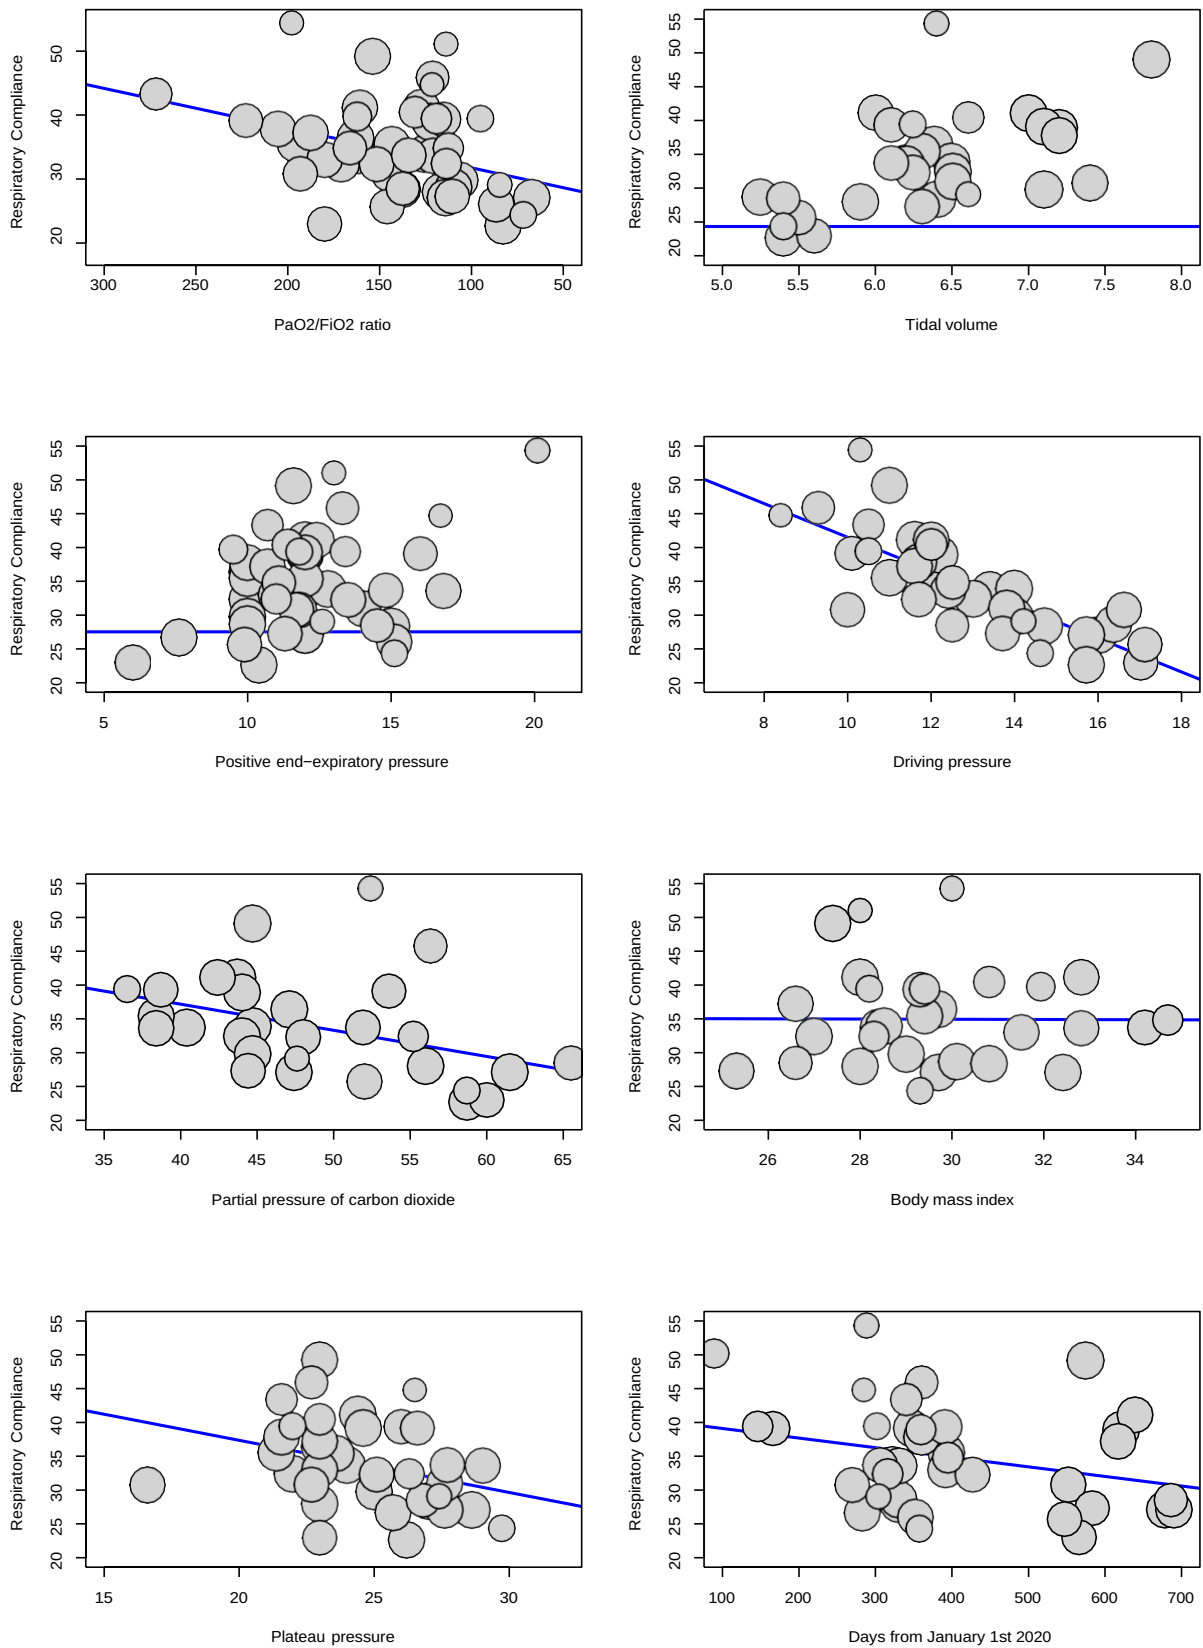 Respiratory Compliance
20 30 40 50
300 250 200 150 100 50
PaO2/FiO2 ratio
Respiratory Compliance
20 25 30 35 40 45 50 55
5.0 5.5 6.0 6.5 7.0 7.5 8.0
Tidal volume
Respiratory Compliance
20 25 30 35 40 45 50 55
5 10 15 20
Positive end−expiratory pressure
Respiratory Compliance
20 25 30 35 40 45 50 55
8 10 12 14 16 18
Driving pressure
Respiratory Compliance
20 25 30 35 40 45 50 55
35 40 45 50 55 60 65
Partial pressure of carbon dioxide
Respiratory Compliance
20 25 30 35 40 45 50 55
26 28 30 32 34
Body mass index
Respiratory Compliance
20 25 30 35 40 45 50 55
15 20 25 30
Plateau pressure
Respiratory Compliance
20 25 30 35 40 45 50 55
100 200 300 400 500 600 700
Days from January 1st 2020